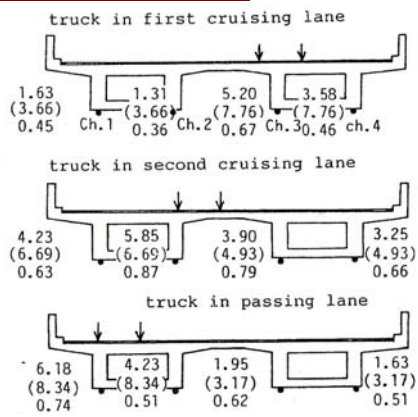 truck in first cruising lane
1.63 1.31 5.20 3.58
(3.66) (3.66) (7.76) (7.76)
0.45 Ch.1 0.36 Ch.2 0.67 Ch.3 0.46 ch.4
truck in second cruising lane
4.23 5.85 3.90 3.25
(6.69) (6.69) (4.93) (4.93)
0.63 0.87 0.79 0.66
truck in passing lane
6.18 4.23 1.95 1.63
(8.34) (8.34) (3.17) (3.17)
0.74 0.51 0.62 0.51